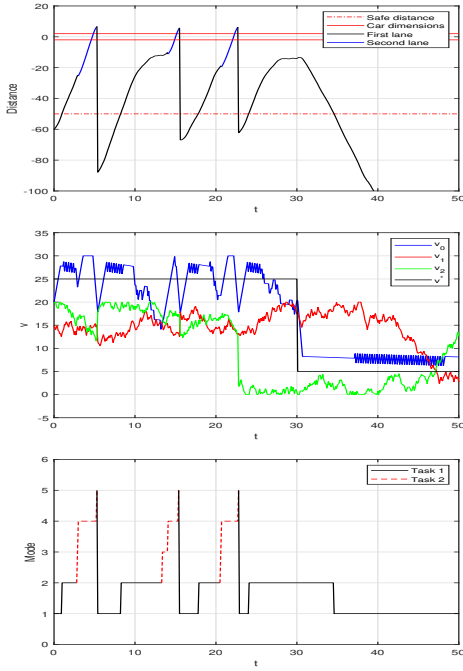 20
0
-20
-40
-60
-80
-100
Distance
Safe distance
Car dimensions
First lane
Second lane
0
10
20
30
40
50
t
35
30
25
20
15
10
5
0
-5
v
v0
v1
v2
v*
0
10
20
30
40
50
t
6
5
4
3
2
1
0
Mode
Task 1
Task 2
0
10
20
30
40
50
t